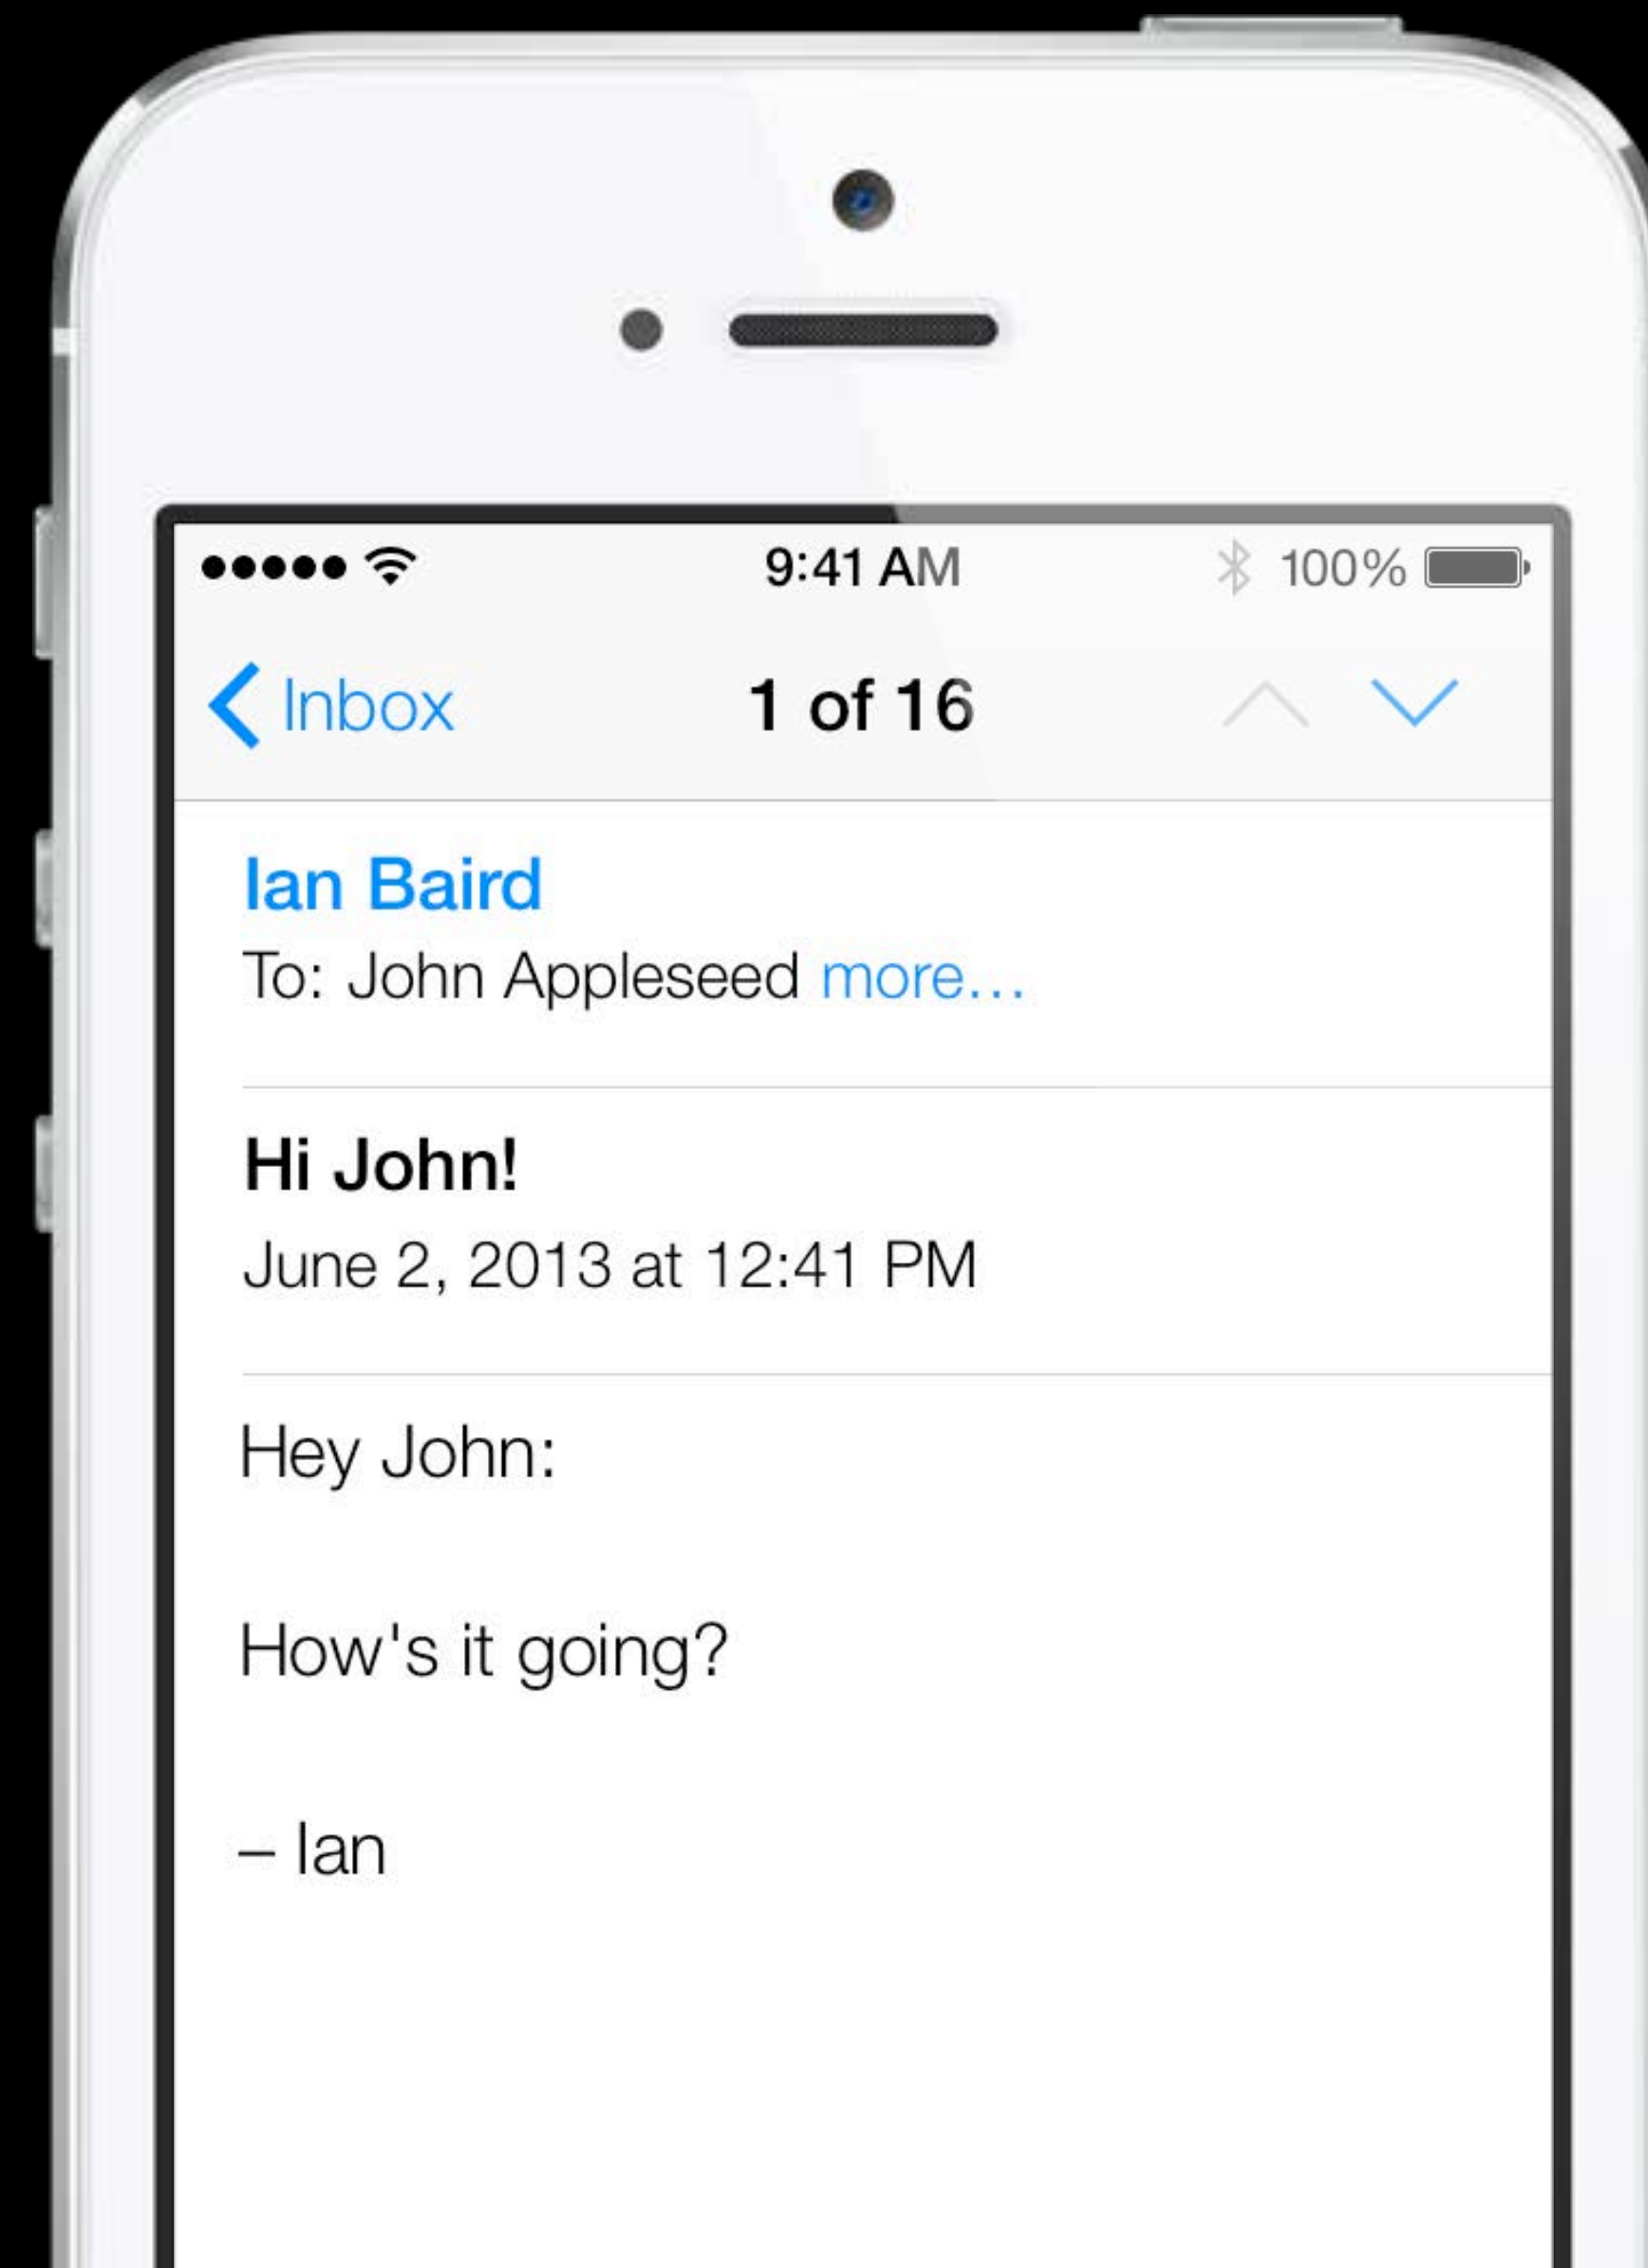 9:41 AM 100%
Inbox 1 of 16
Ian Baird
To: John Appleseed more...
Hi John!
June 2, 2013 at 12:41 PM
Hey John:
How's it going?
– Ian